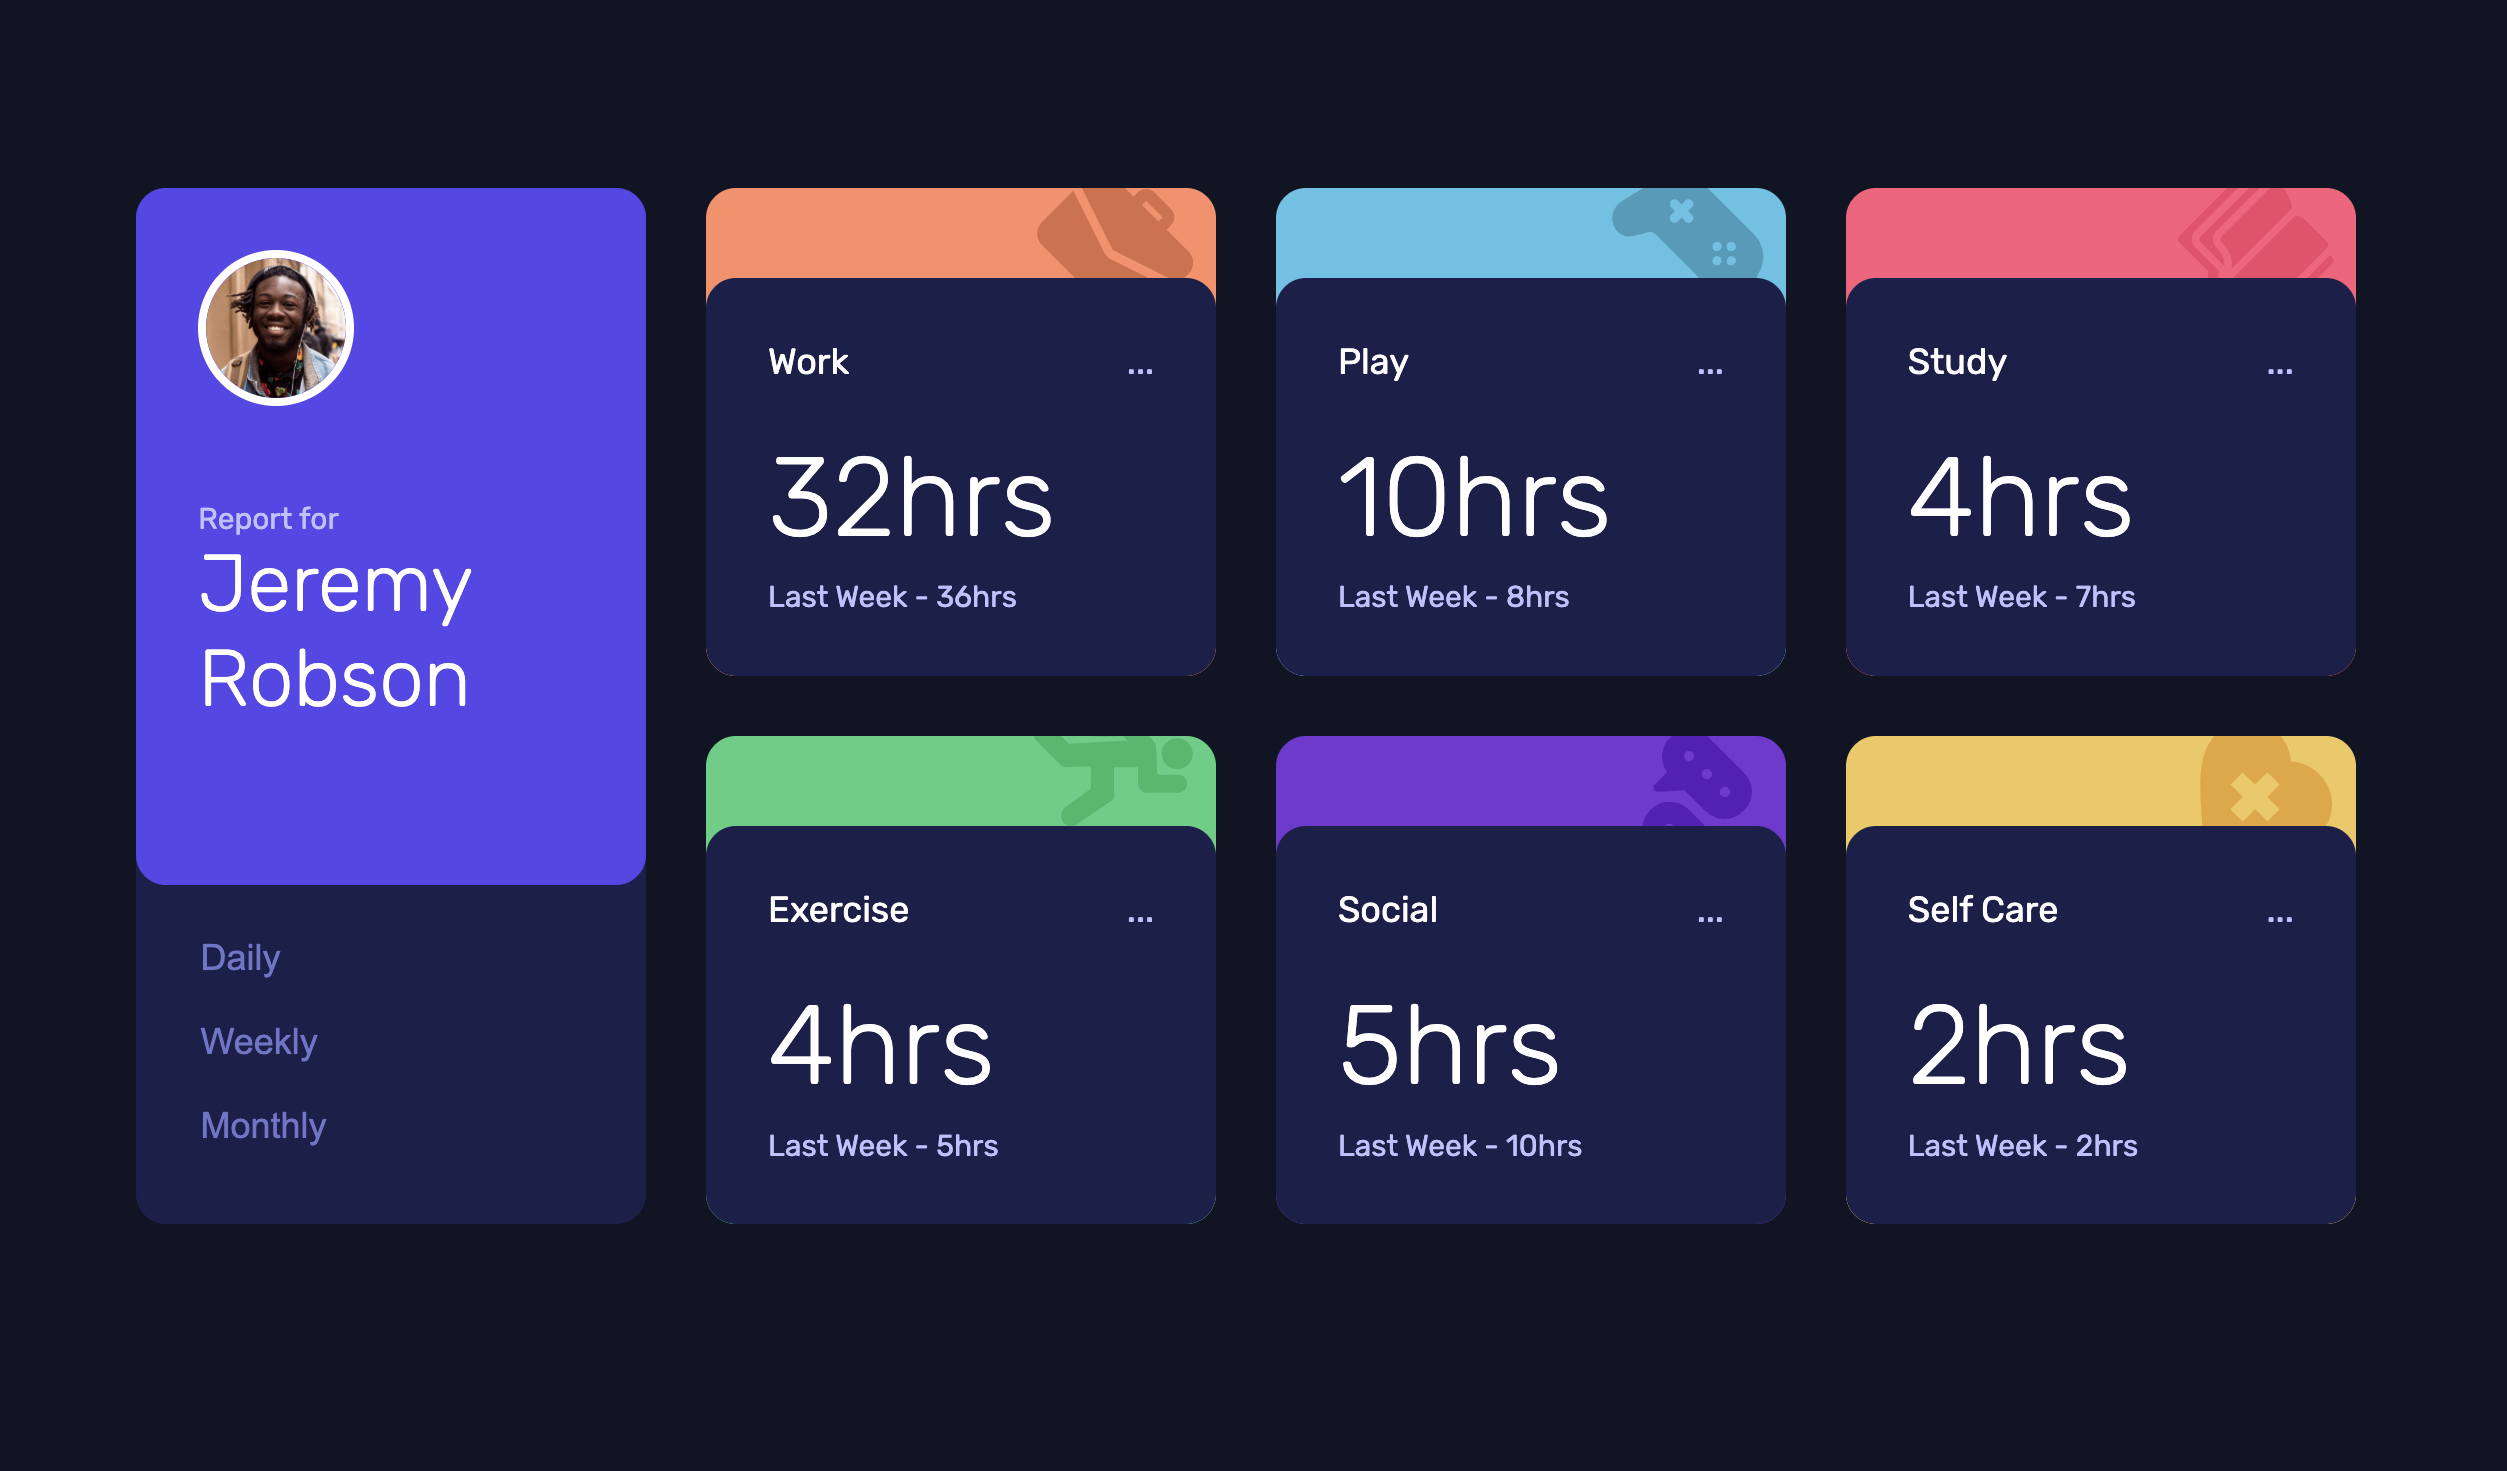 Report for
Jeremy
Robson
Daily
Weekly
Monthly
Work
...
32hrs
Last Week - 36hrs
Play
...
10hrs
Last Week - 8hrs
Study
...
4hrs
Last Week - 7hrs
Exercise
...
4hrs
Last Week - 5hrs
Social
...
5hrs
Last Week - 10hrs
Self Care
...
2hrs
Last Week - 2hrs